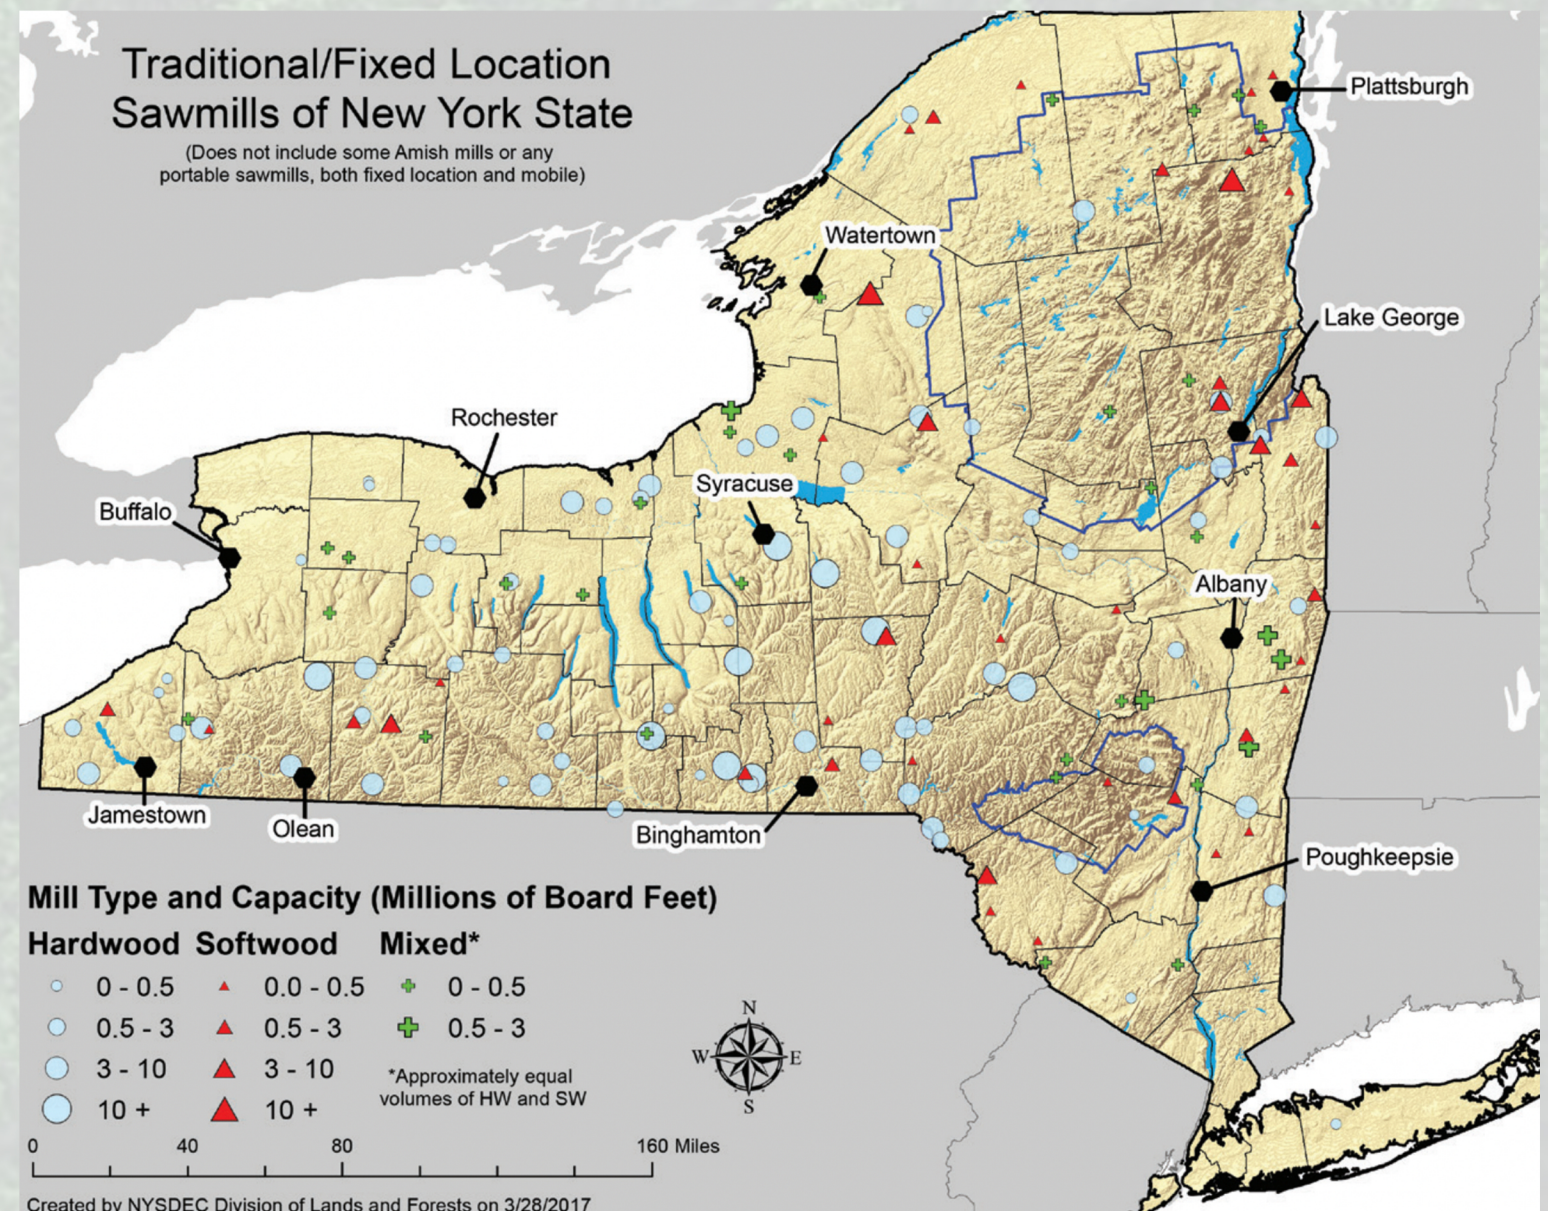 Traditional/Fixed Location
Sawmills of New York State
(Does not include some Amish mills or any
portable sawmills, both fixed location and mobile)
Plattsburgh
Watertown
Lake George
Rochester
Syracuse
Buffalo
Albany
Jamestown
Olean
Binghamton
Poughkeepsie
Mill Type and Capacity (Millions of Board Feet)
Hardwood Softwood Mixed*
0 - 0.5 0.0 - 0.5 0 - 0.5
0.5 - 3 0.5 - 3 0.5 - 3
3 - 10 3 - 10
10 + 10 +
*Approximately equal
volumes of HW and SW
N
W E
S
0 40 80 160 Miles
Created by NYSDEC Division of Lands and Forests on 3/28/2017